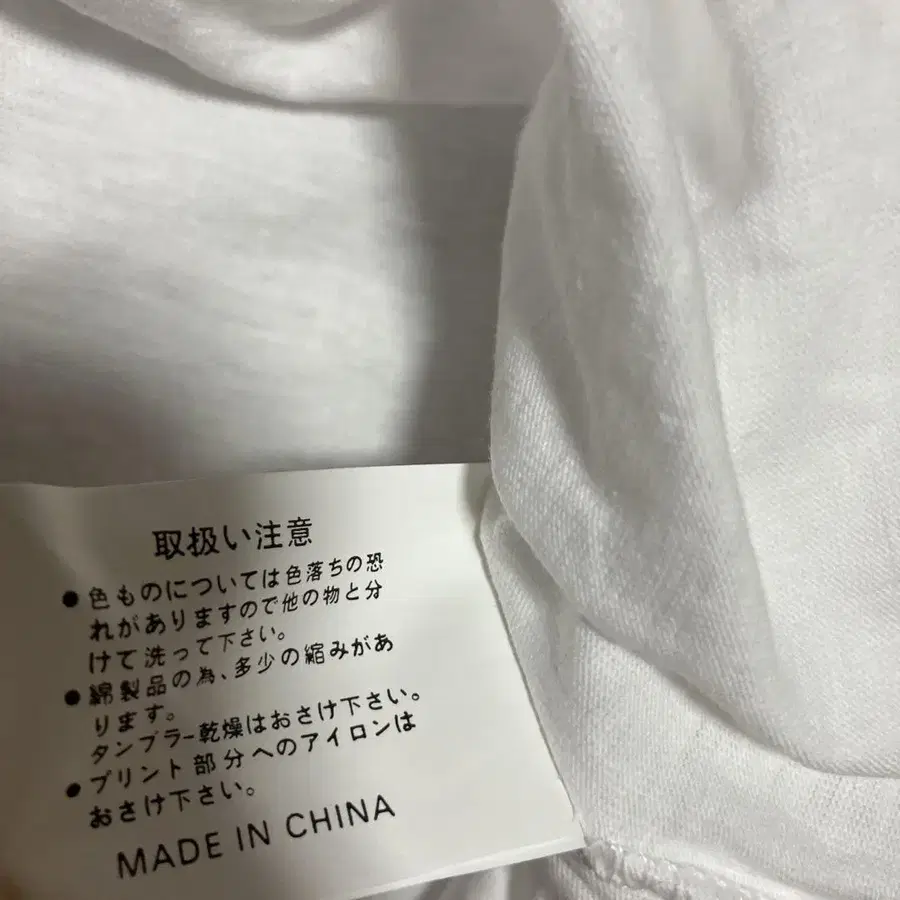 取扱い注意
●色ものについては色落ちの恐
れがありますので他の物と分
けて洗って下さい。
●綿製品の為、多少の縮みがあ
ります。
タンブラー乾燥はおさけ下さい。
●プリント部分へのアイロンは
おさけ下さい。
MADE IN CHINA